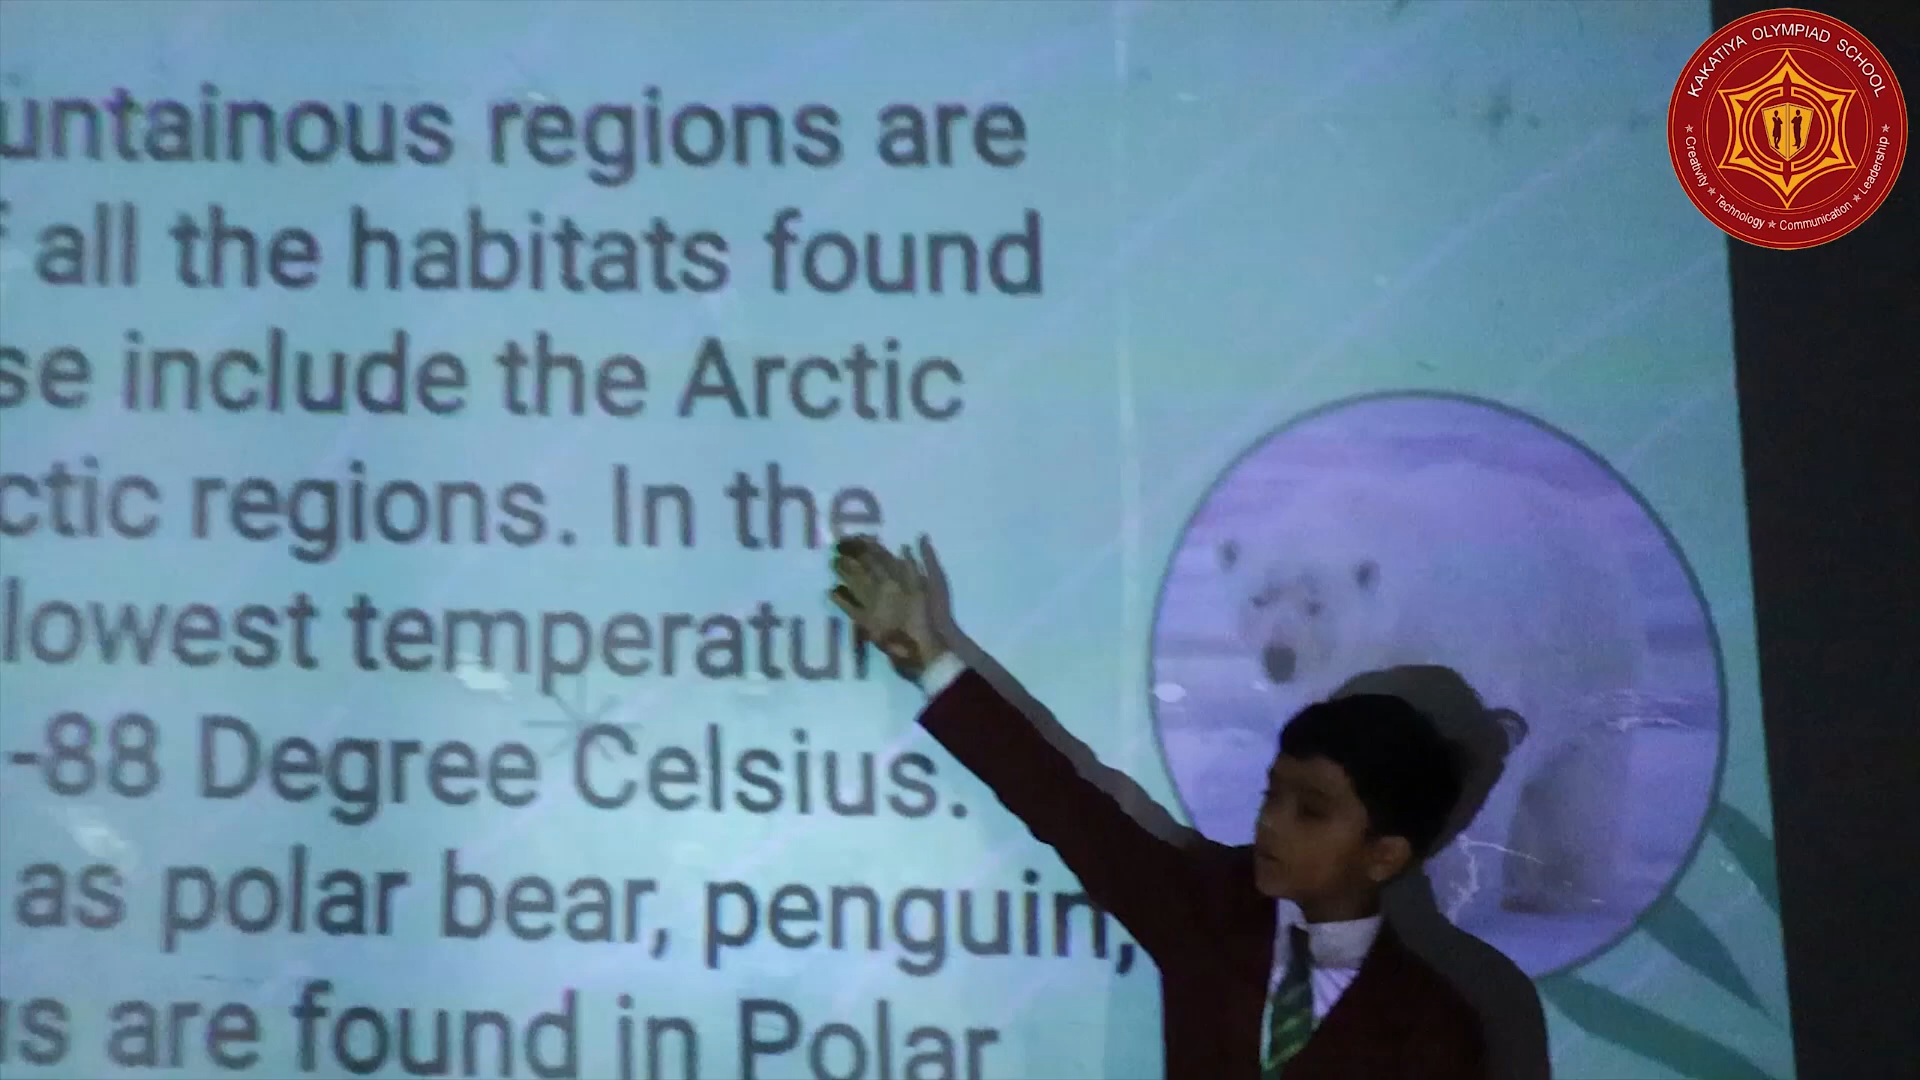 untainous regions are
all the habitats found
se include the Arctic
ctic regions. In the
lowest temperatur
-88 Degree Celsius.
as polar bear, penguin,
s are found in Polar
KAKATIYA OLYMPIAD SCHOOL
Creativity ★ Technology ★ Communication ★ Leadership